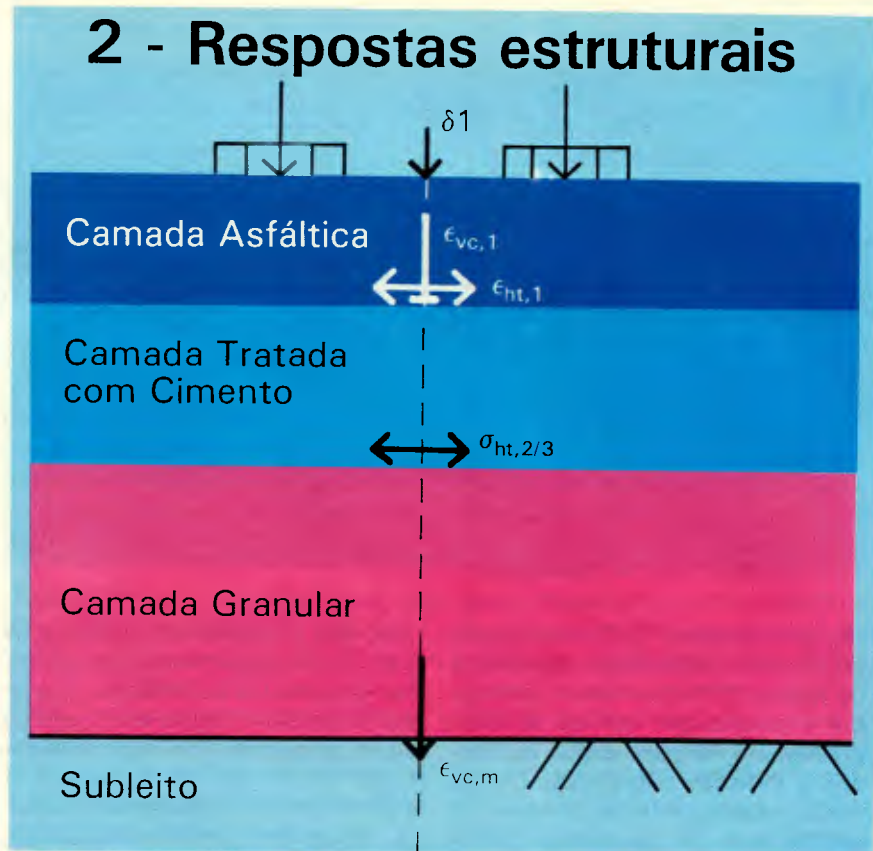 2 - Respostas estruturais
δ1
Camada Asfáltica
ϵvc,1
ϵht,1
Camada Tratada
com Cimento
σht,2/3
Camada Granular
Subleito
ϵvc,m